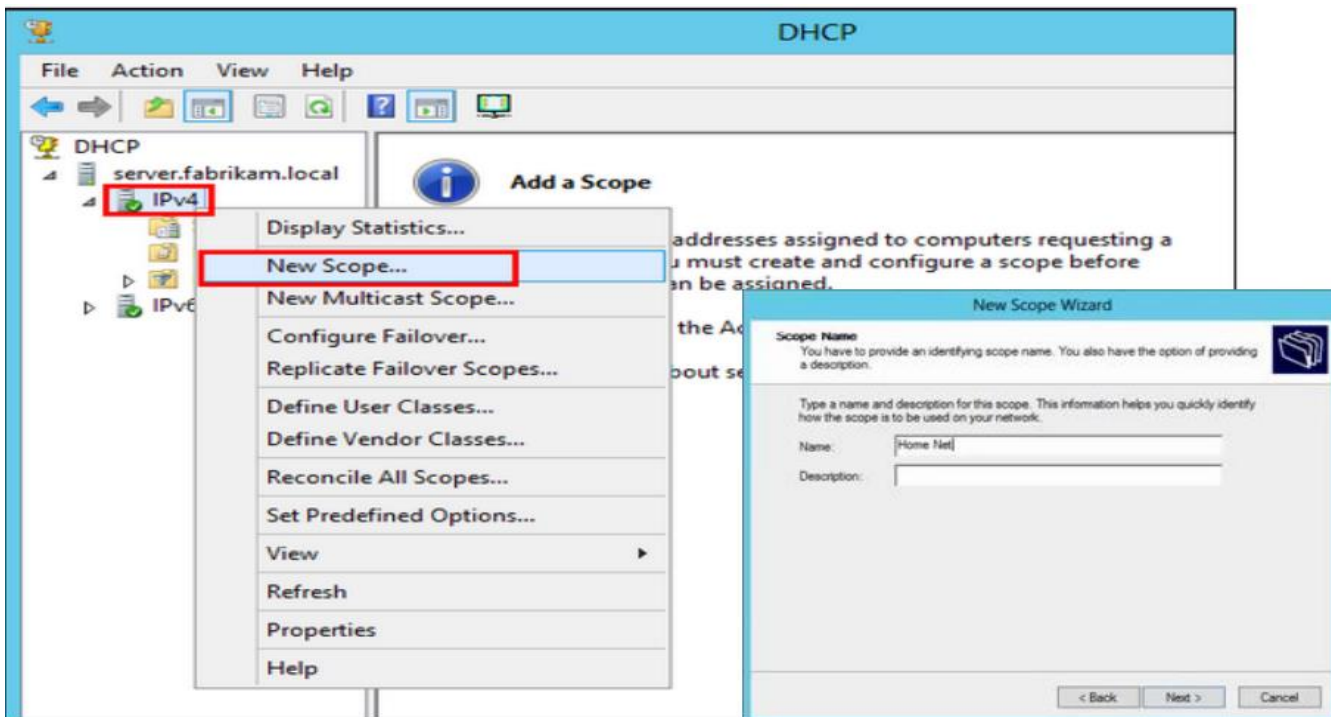 DHCP
File Action View Help
DHCP
server.fabrikam.local
IPv4
IPv6
Add a Scope
addresses assigned to computers requesting a
must create and configure a scope before
an be assigned.
the
bout
Display Statistics...
New Scope...
New Multicast Scope...
Configure Failover...
Replicate Failover Scopes...
Define User Classes...
Define Vendor Classes...
Reconcile All Scopes...
Set Predefined Options...
View
Refresh
Properties
Help
New Scope Wizard
Scope Name
You have to provide an identifying scope name. You also have the option of providing
a description.
Type a name and description for this scope. This information helps you quickly identify
how the scope is to be used on your network.
Name: Home Net
Description:
< Back Next > Cancel